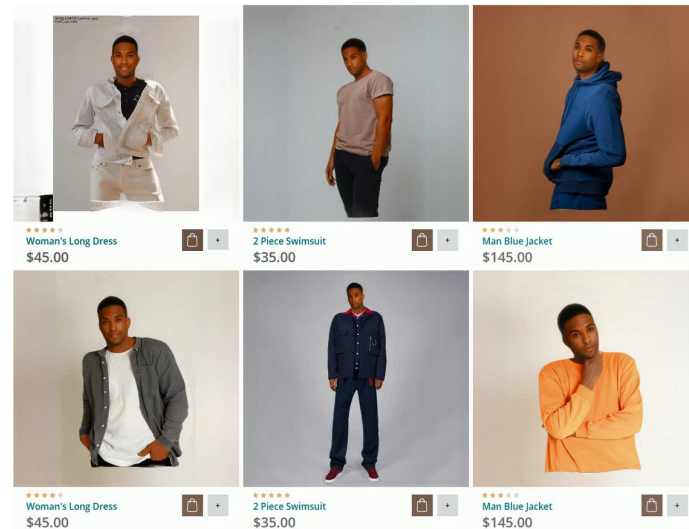 Woman's Long Dress
$45.00
2 Piece Swimsuit
$35.00
Man Blue Jacket
$145.00
Woman's Long Dress
$45.00
2 Piece Swimsuit
$35.00
Man Blue Jacket
$145.00